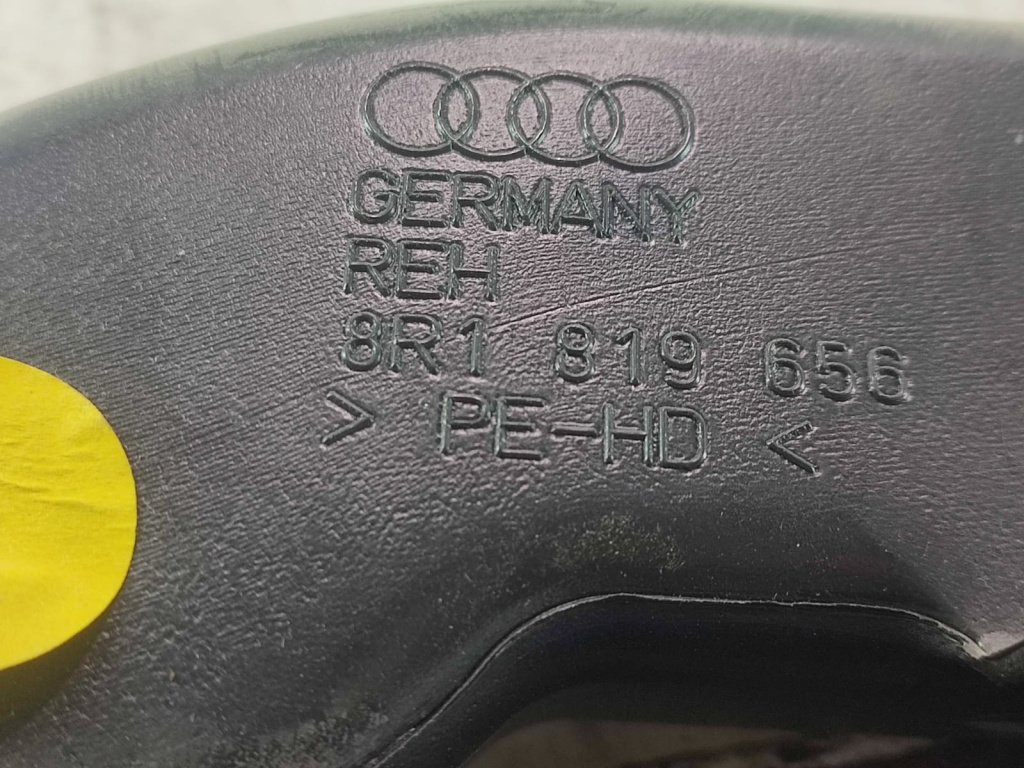 GERMANY
REH
8R1 819 656
> PE-HD <